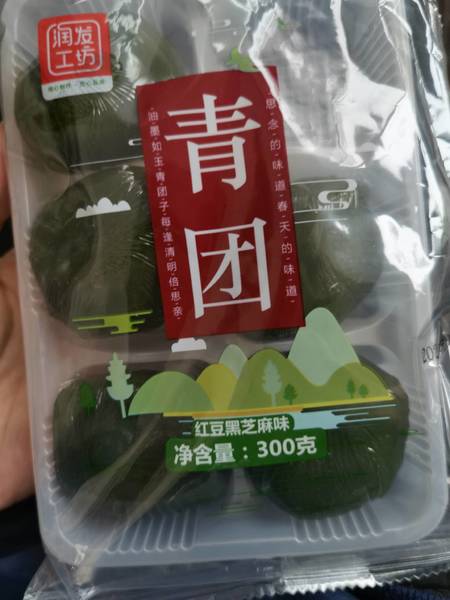 润发
工坊
青团
思念的味道春天的味道
油墨如玉青团子每逢清明倍思亲
红豆黑芝麻味
净含量：300克